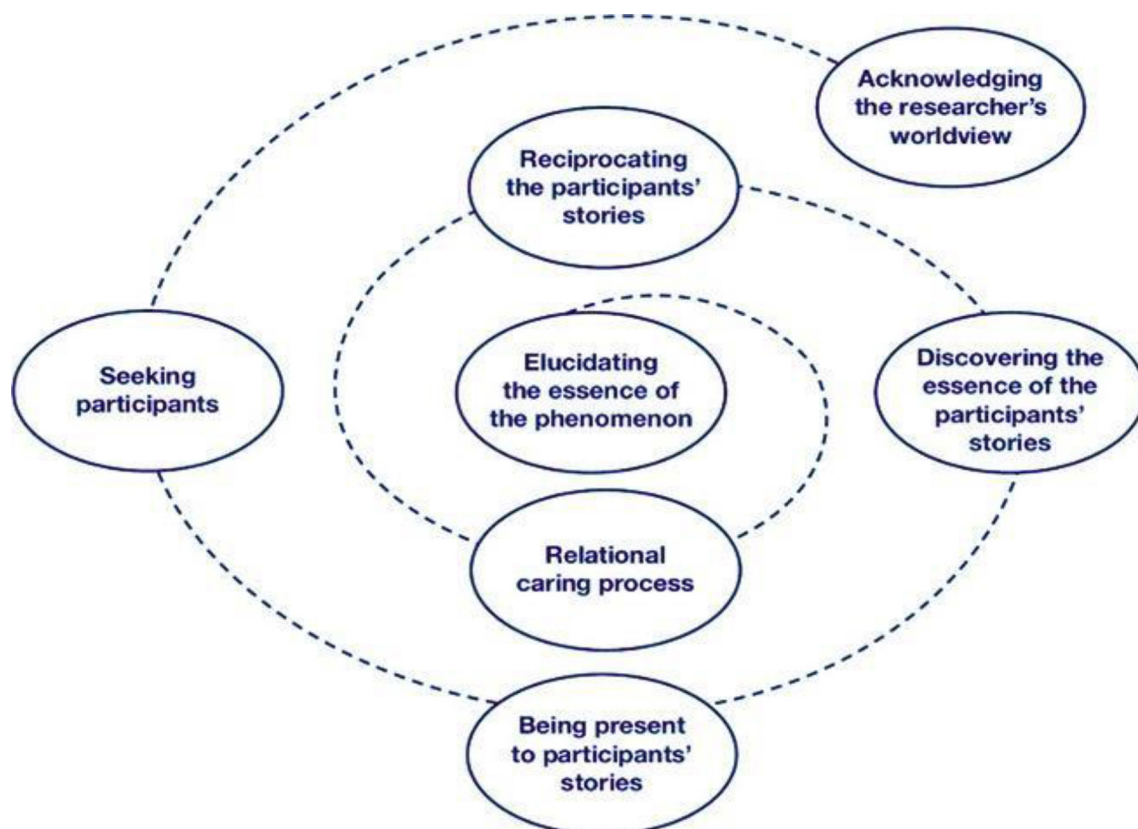 Acknowledging
the researcher’s
worldview
Reciprocating
the participants’
stories
Seeking
participants
Elucidating
the essence of
the phenomenon
Discovering the
essence of the
participants’
stories
Relational
caring process
Being present
to participants’
stories